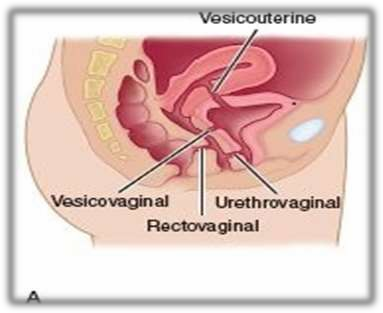 Vesicouterine
Vesicovaginal
Urethrovaginal
Rectovaginal
A